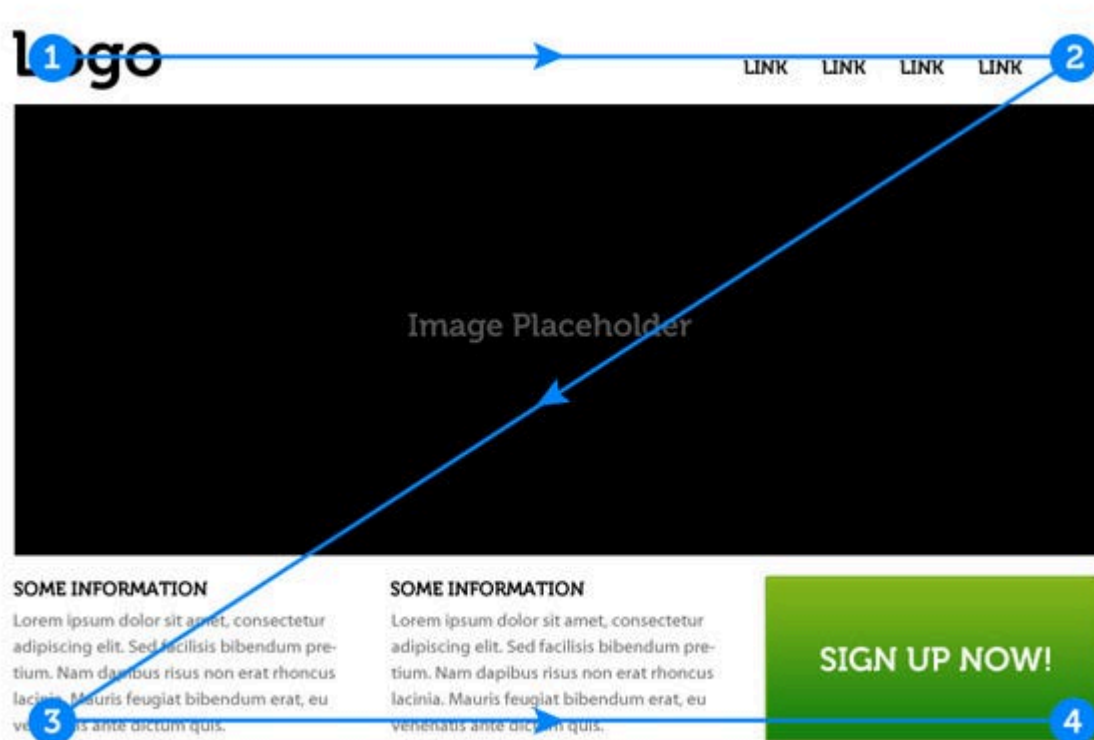 Logo
1
2
LINK LINK LINK LINK
Image Placeholder
SOME INFORMATION
Lorem ipsum dolor sit amet, consectetur
adipiscing elit. Sed facilisis bibendum pre-
tium. Nam dapibus risus non erat rhoncus
lacinia. Mauris feugiat bibendum erat, eu
venenatis ante dictum quis.
3
SOME INFORMATION
Lorem ipsum dolor sit amet, consectetur
adipiscing elit. Sed facilisis bibendum pre-
tium. Nam dapibus risus non erat rhoncus
lacinia. Mauris feugiat bibendum erat, eu
venenatis ante dictum quis.
SIGN UP NOW!
4